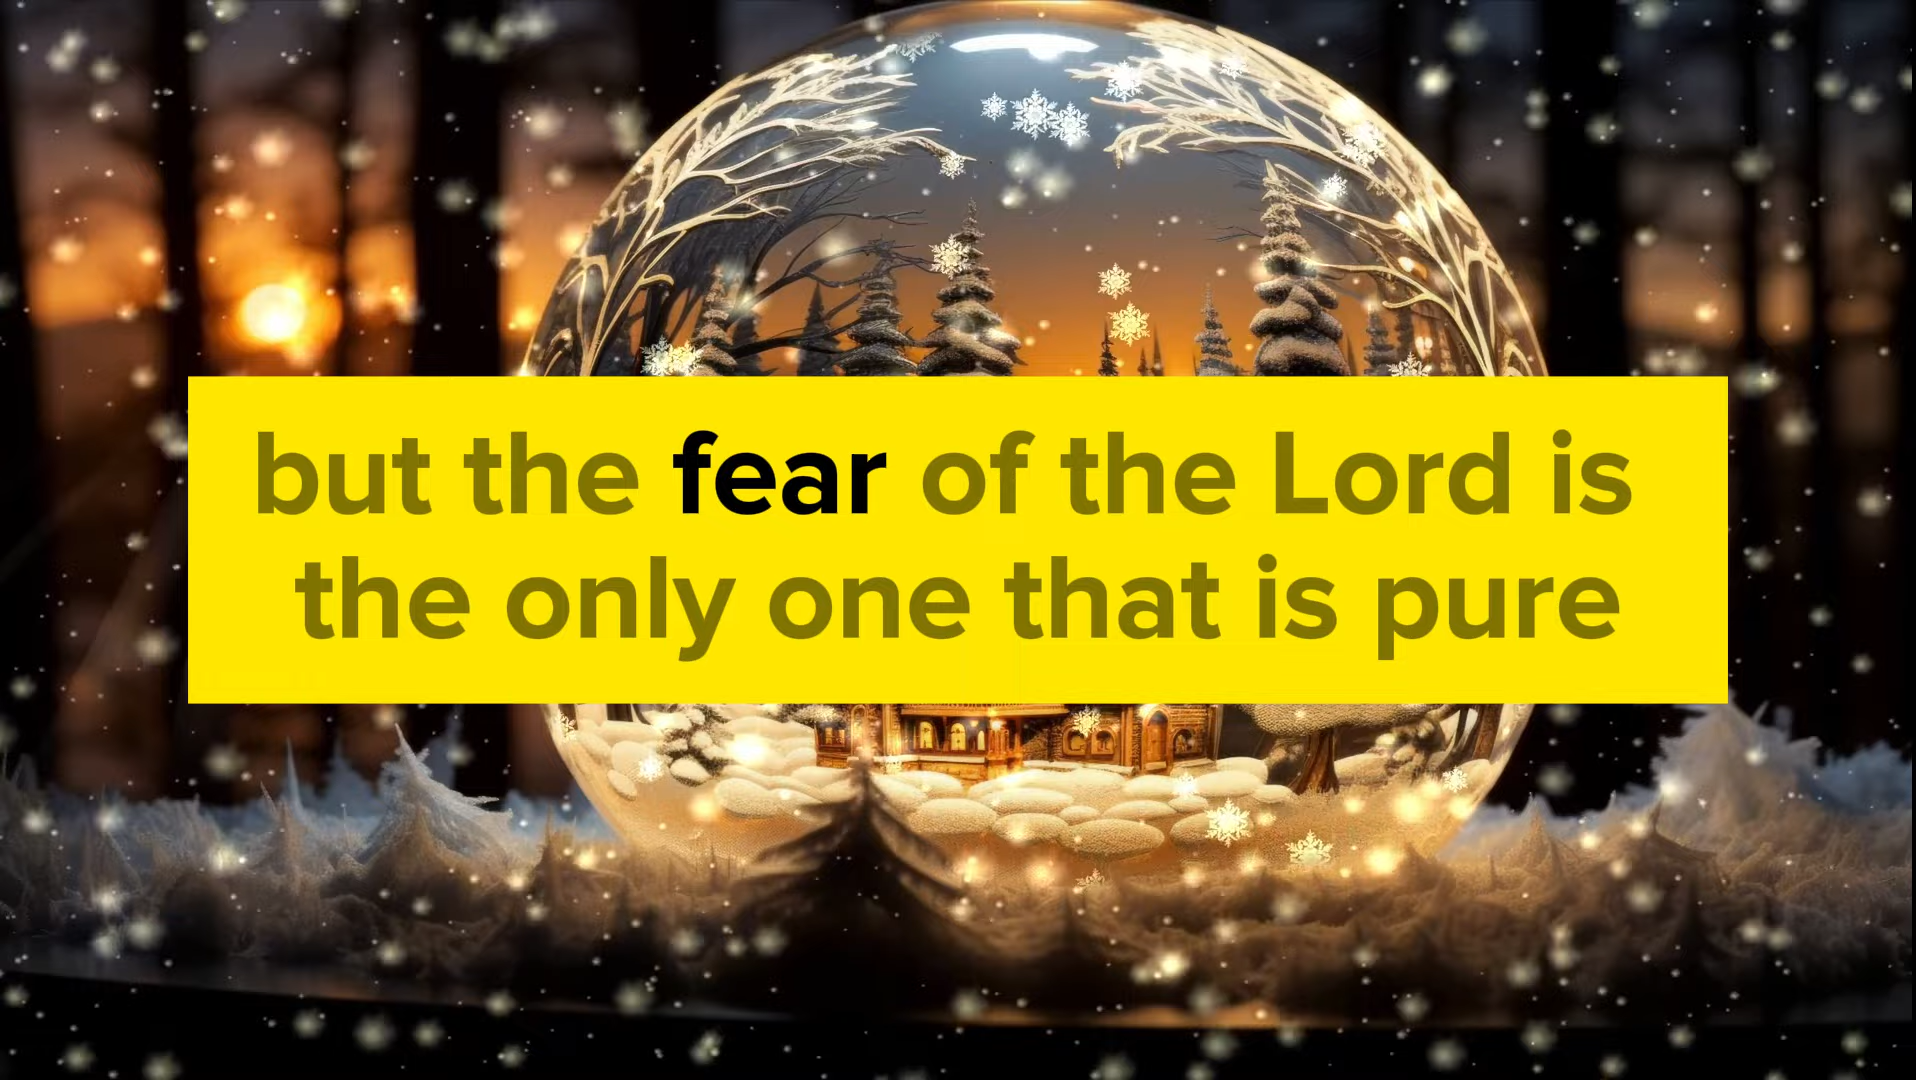 but the fear of the Lord is
the only one that is pure